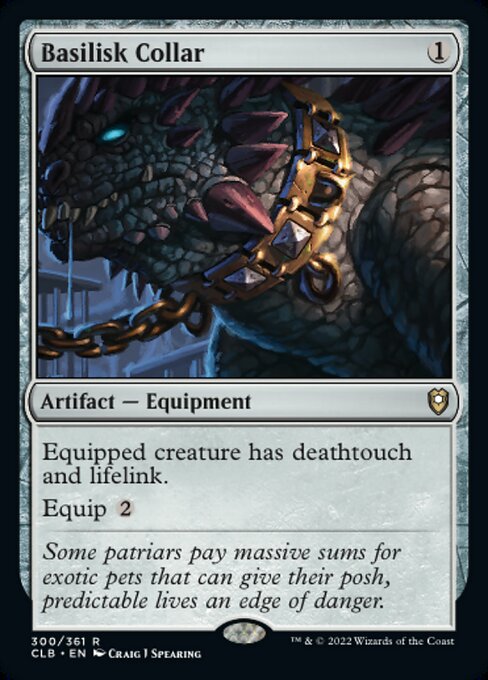 Basilisk Collar 1
Artifact — Equipment
Equipped creature has deathtouch
and lifelink.
Equip 2
Some patriars pay massive sums for
exotic pets that can give their posh,
predictable lives an edge of danger.
300/361 R
™ & © 2022 Wizards of the Coast
CLB • EN Craig J Spearing